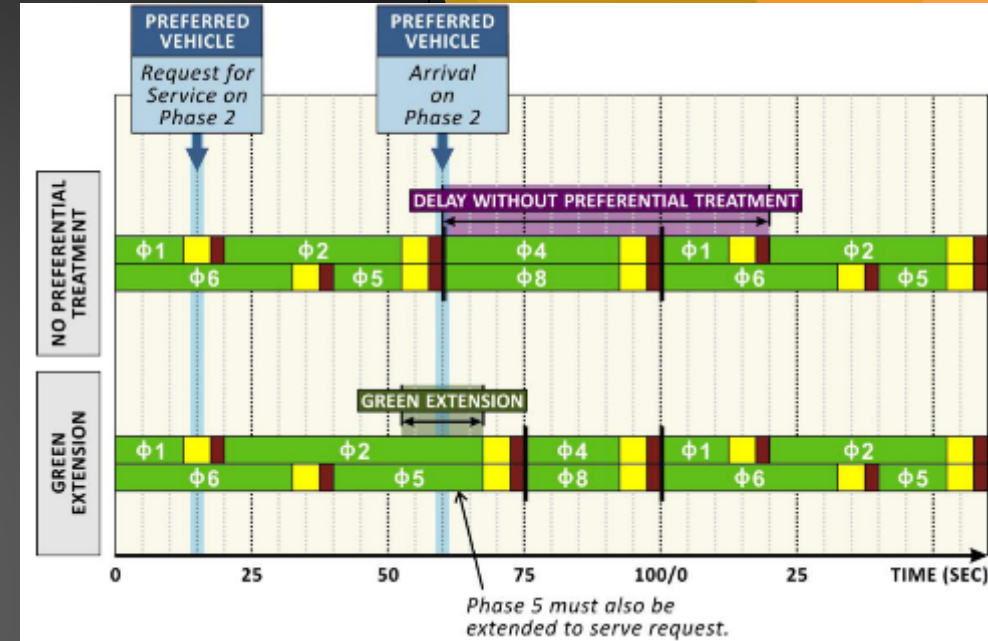 PREFERRED
VEHICLE
Request for
Service on
Phase 2
PREFERRED
VEHICLE
Arrival
on
Phase 2
NO PREFERENTIAL
TREATMENT
DELAY WITHOUT PREFERENTIAL TREATMENT
Φ1 Φ2 Φ4 Φ1 Φ2
Φ6 Φ5 Φ8 Φ6 Φ5
GREEN
EXTENSION
GREEN EXTENSION
Φ1 Φ2 Φ4 Φ1 Φ2
Φ6 Φ5 Φ8 Φ6 Φ5
0 25 50 75 100/0 25 TIME (SEC)
Phase 5 must also be
extended to serve request.